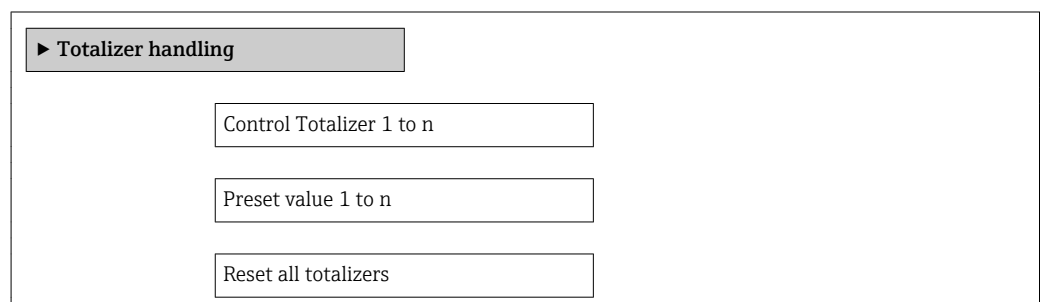 ► Totalizer handling
Control Totalizer 1 to n
Preset value 1 to n
Reset all totalizers